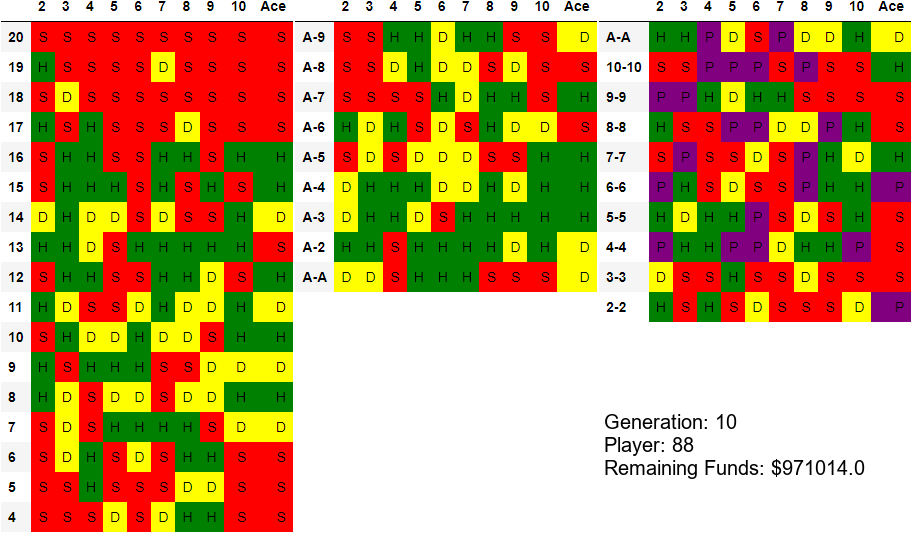 2 3 4 5 6 7 8 9 10 Ace
20 S S S S S S S S S S
19 H S S S S D S S S S
18 S D S S S S S S S S
17 H S H S S S D S S S
16 S H H S S H H S H H
15 S H H H S H S H S H
14 D H D D S D S S H D
13 H H D S H H H H H S
12 S H H S S H H D S H
11 H D S S D H D D H D
10 S H D D H D D S H H
9 H S H H H S S D D D
8 H D S D D S D D H H
7 S D S H H H H S D D
6 S D H S D S H H S S
5 S S H S S S D D S S
4 S S S D S D H H S S
2 3 4 5 6 7 8 9 10 Ace
A-9 S S H H D H H S S D
A-8 S S D H D D S D S S
A-7 S S S S H D H H S H
A-6 H D H S D S H D D S
A-5 S D S D D D S S H H
A-4 D H H H D D H D H H
A-3 D H H D S H H H H H
A-2 H H S H H H H D H D
A-A D D S H H H S S S D
2 3 4 5 6 7 8 9 10 Ace
A-A H H P D S P D D H D
10-10 S S P P P S P S S H
9-9 P P H D H H S S S S
8-8 H S S P P D D P H S
7-7 S P S S D S P H D H
6-6 P H S D S S P H H P
5-5 H D H H P S D S H S
4-4 P H H P P D H H P S
3-3 D S S H S S D S S S
2-2 H S H S D S S S D P
Generation: 10
Player: 88
Remaining Funds: $971014.0